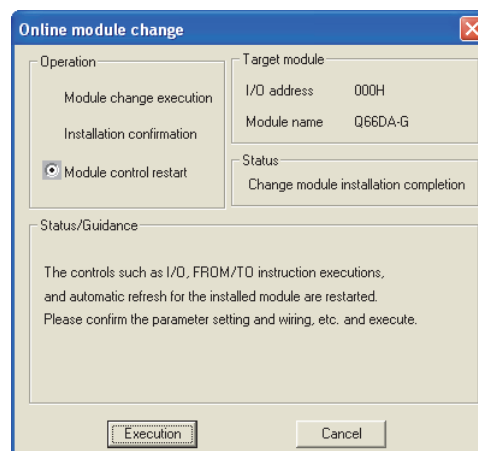 Online module change
Operation
Module change execution
Installation confirmation
Module control restart
Target module
I/O address 000H
Module name Q66DA-G
Status
Change module installation completion
Status/Guidance
The controls such as I/O, FROM/TO instruction executions,
and automatic refresh for the installed module are restarted.
Please confirm the parameter setting and wiring, etc. and execute.
Execution
Cancel